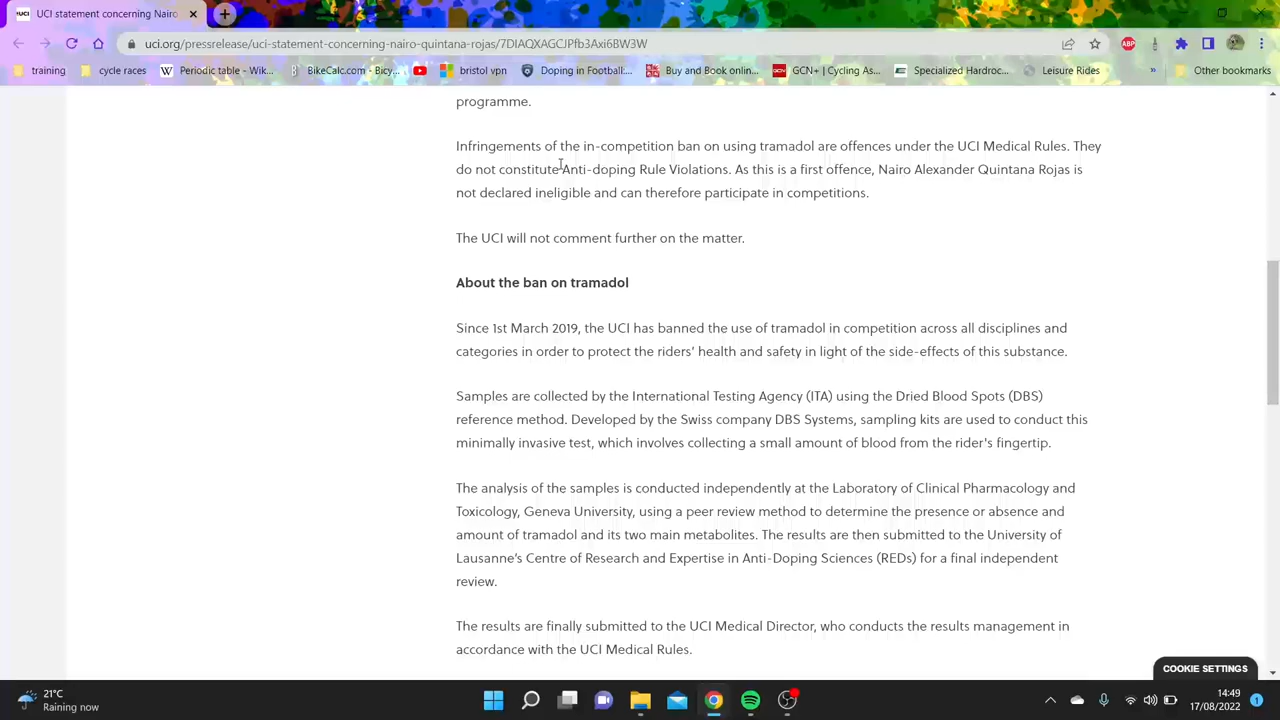 UCI statement concerning Nairo
uci.org/pressrelease/uci-statement-concerning-nairo-quintana-rojas/7DIAQXAGCJPfb3Axi6BW3W
ABP
training
cycle races
Periodic table - Wik...
BikeCalc.com - Bicy...
bristol vpn
Doping in Football:...
Buy and Book onlin...
GCN+ | Cycling As...
Specialized Hardroc...
Leisure Rides
»
Other bookmarks
programme.
Infringements of the in-competition ban on using tramadol are offences under the UCI Medical Rules. They
do not constitute Anti-doping Rule Violations. As this is a first offence, Nairo Alexander Quintana Rojas is
not declared ineligible and can therefore participate in competitions.
The UCI will not comment further on the matter.
About the ban on tramadol
Since 1st March 2019, the UCI has banned the use of tramadol in competition across all disciplines and
categories in order to protect the riders' health and safety in light of the side-effects of this substance.
Samples are collected by the International Testing Agency (ITA) using the Dried Blood Spots (DBS)
reference method. Developed by the Swiss company DBS Systems, sampling kits are used to conduct this
minimally invasive test, which involves collecting a small amount of blood from the rider's fingertip.
The analysis of the samples is conducted independently at the Laboratory of Clinical Pharmacology and
Toxicology, Geneva University, using a peer review method to determine the presence or absence and
amount of tramadol and its two main metabolites. The results are then submitted to the University of
Lausanne's Centre of Research and Expertise in Anti-Doping Sciences (REDs) for a final independent
review.
The results are finally submitted to the UCI Medical Director, who conducts the results management in
accordance with the UCI Medical Rules.
COOKIE SETTINGS
21°C
Raining now
14:49
17/08/2022
1